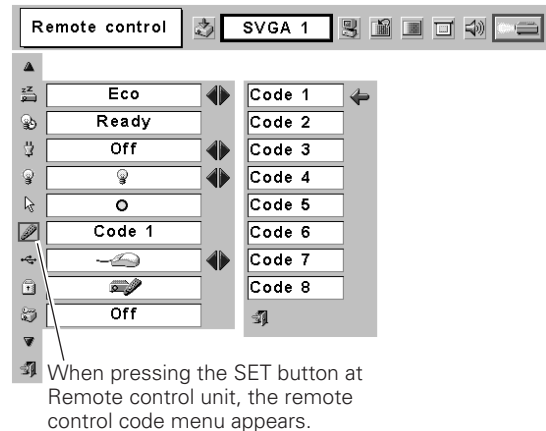 Remote control
SVGA 1
Eco
Ready
Off
Code 1
Off
Code 1
Code 2
Code 3
Code 4
Code 5
Code 6
Code 7
Code 8
When pressing the SET button at
Remote control unit, the remote
control code menu appears.